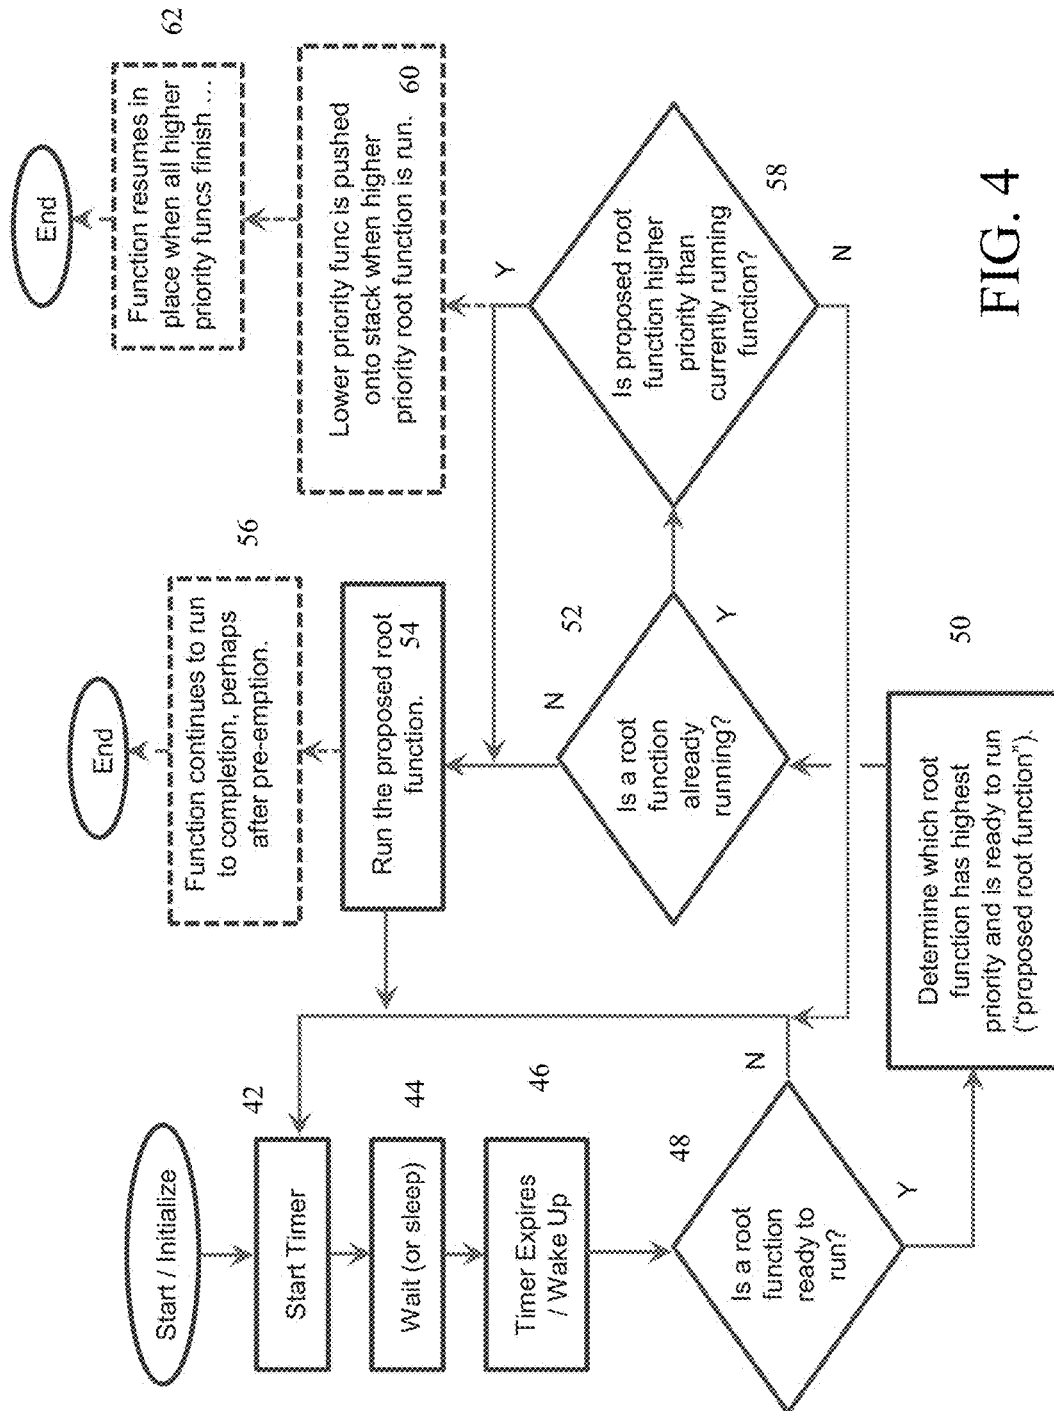 Start / Initialize
42
Start Timer
44
Wait (or sleep)
46
Timer Expires
/ Wake Up
48
Is a root
function
ready to
run?
N
Y
End
56
Function continues to run
to completion, perhaps
after pre-emption.
Run the proposed root
function.
54
N
52
Is a root
function
already
running?
Y
50
Determine which root
function has highest
priority and is ready to run
("proposed root function").
End
62
Function resumes in
place when all higher
priority funcs finish ...
Lower priority func is pushed
onto stack when higher
priority root function is run.
60
Y
58
Is proposed root
function higher
priority than
currently running
function?
N
FIG. 4